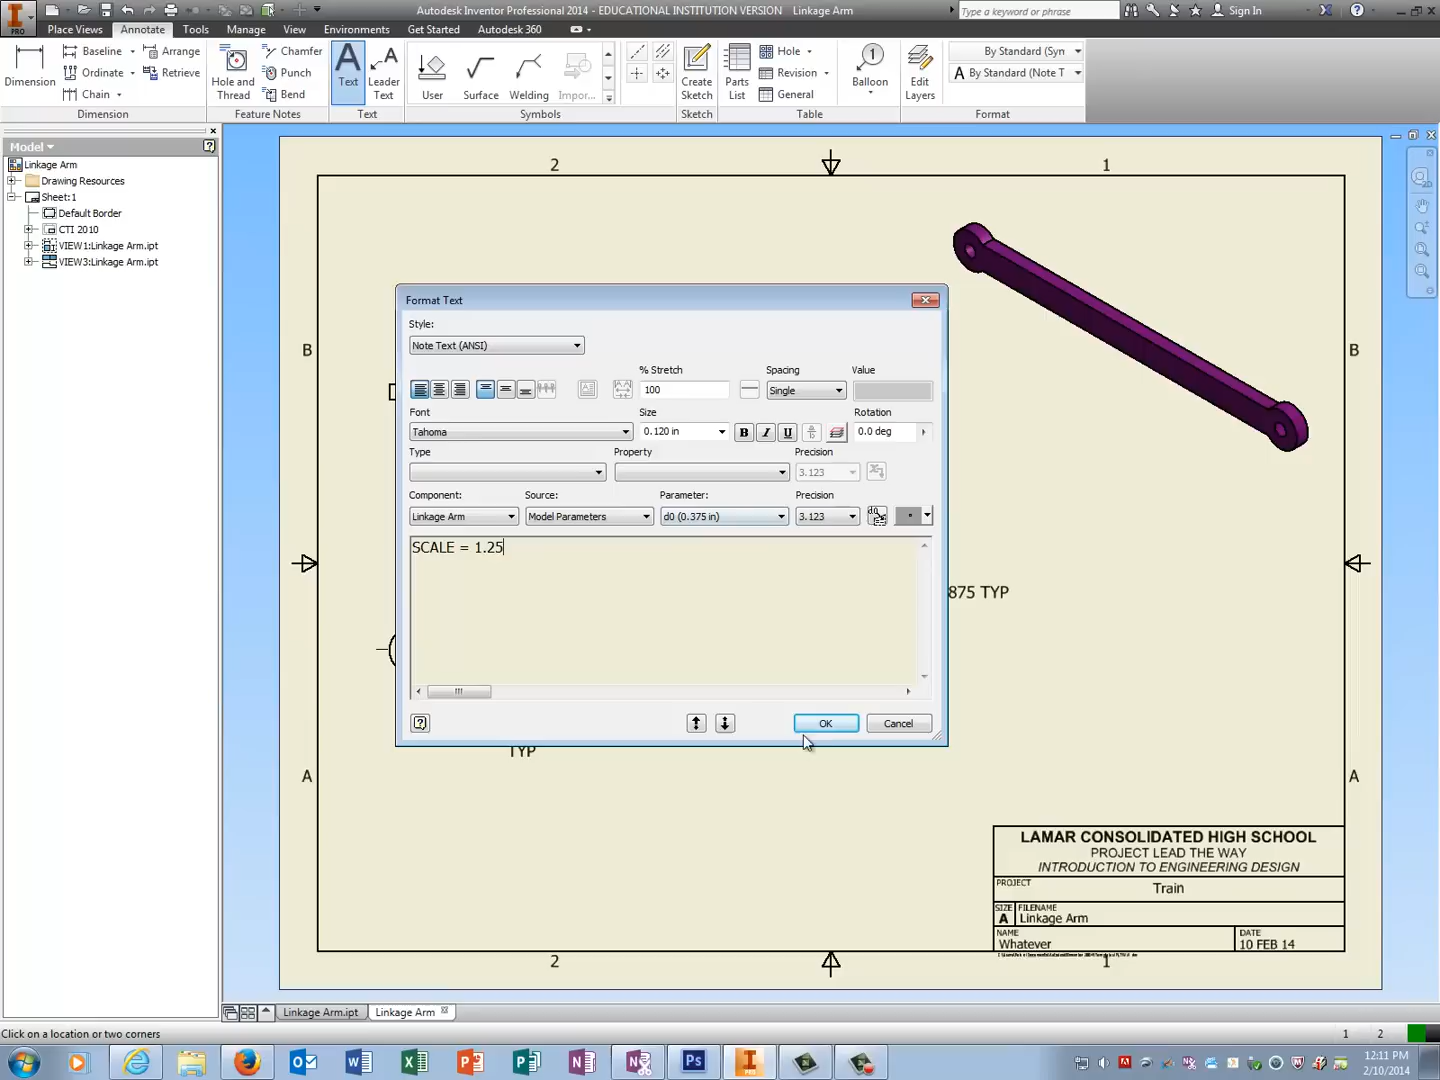 Autodesk Inventor Professional 2014 - EDUCATIONAL INSTITUTION VERSION Linkage Arm
Type a keyword or phrase
Sign In
PRO
Place Views Annotate Tools Manage View Environments Get Started Autodesk 360
Dimension
Baseline
Ordinate
Chain
Arrange
Retrieve
Dimension
Hole and Thread
Chamfer
Punch
Bend
Feature Notes
Text
Leader Text
Text
User
Surface
Welding
Impor...
Symbols
Create Sketch
Sketch
Parts List
Hole
Revision
General
Table
Balloon
Edit Layers
By Standard (Syn
By Standard (Note T
Format
Model
Linkage Arm
Drawing Resources
Sheet:1
Default Border
CTI 2010
VIEW1:Linkage Arm.ipt
VIEW3:Linkage Arm.ipt
2 1
B B
Format Text
Style:
Note Text (ANSI)
% Stretch
100
Spacing
Single
Value
Font
Tahoma
Size
0.120 in
B I U
Rotation
0.0 deg
Type
Property
Precision
3.123
Component:
Linkage Arm
Source:
Model Parameters
Parameter:
d0 (0.375 in)
Precision
3.123
SCALE = 1.25
OK
Cancel
875 TYP
TYP
A A
LAMAR CONSOLIDATED HIGH SCHOOL
PROJECT LEAD THE WAY
INTRODUCTION TO ENGINEERING DESIGN
PROJECT
Train
SIZE
A
FILENAME
Linkage Arm
NAME
Whatever
DATE
10 FEB 14
2 1
Linkage Arm.ipt
Linkage Arm
Click on a location or two corners
1 2
12:11 PM
2/10/2014